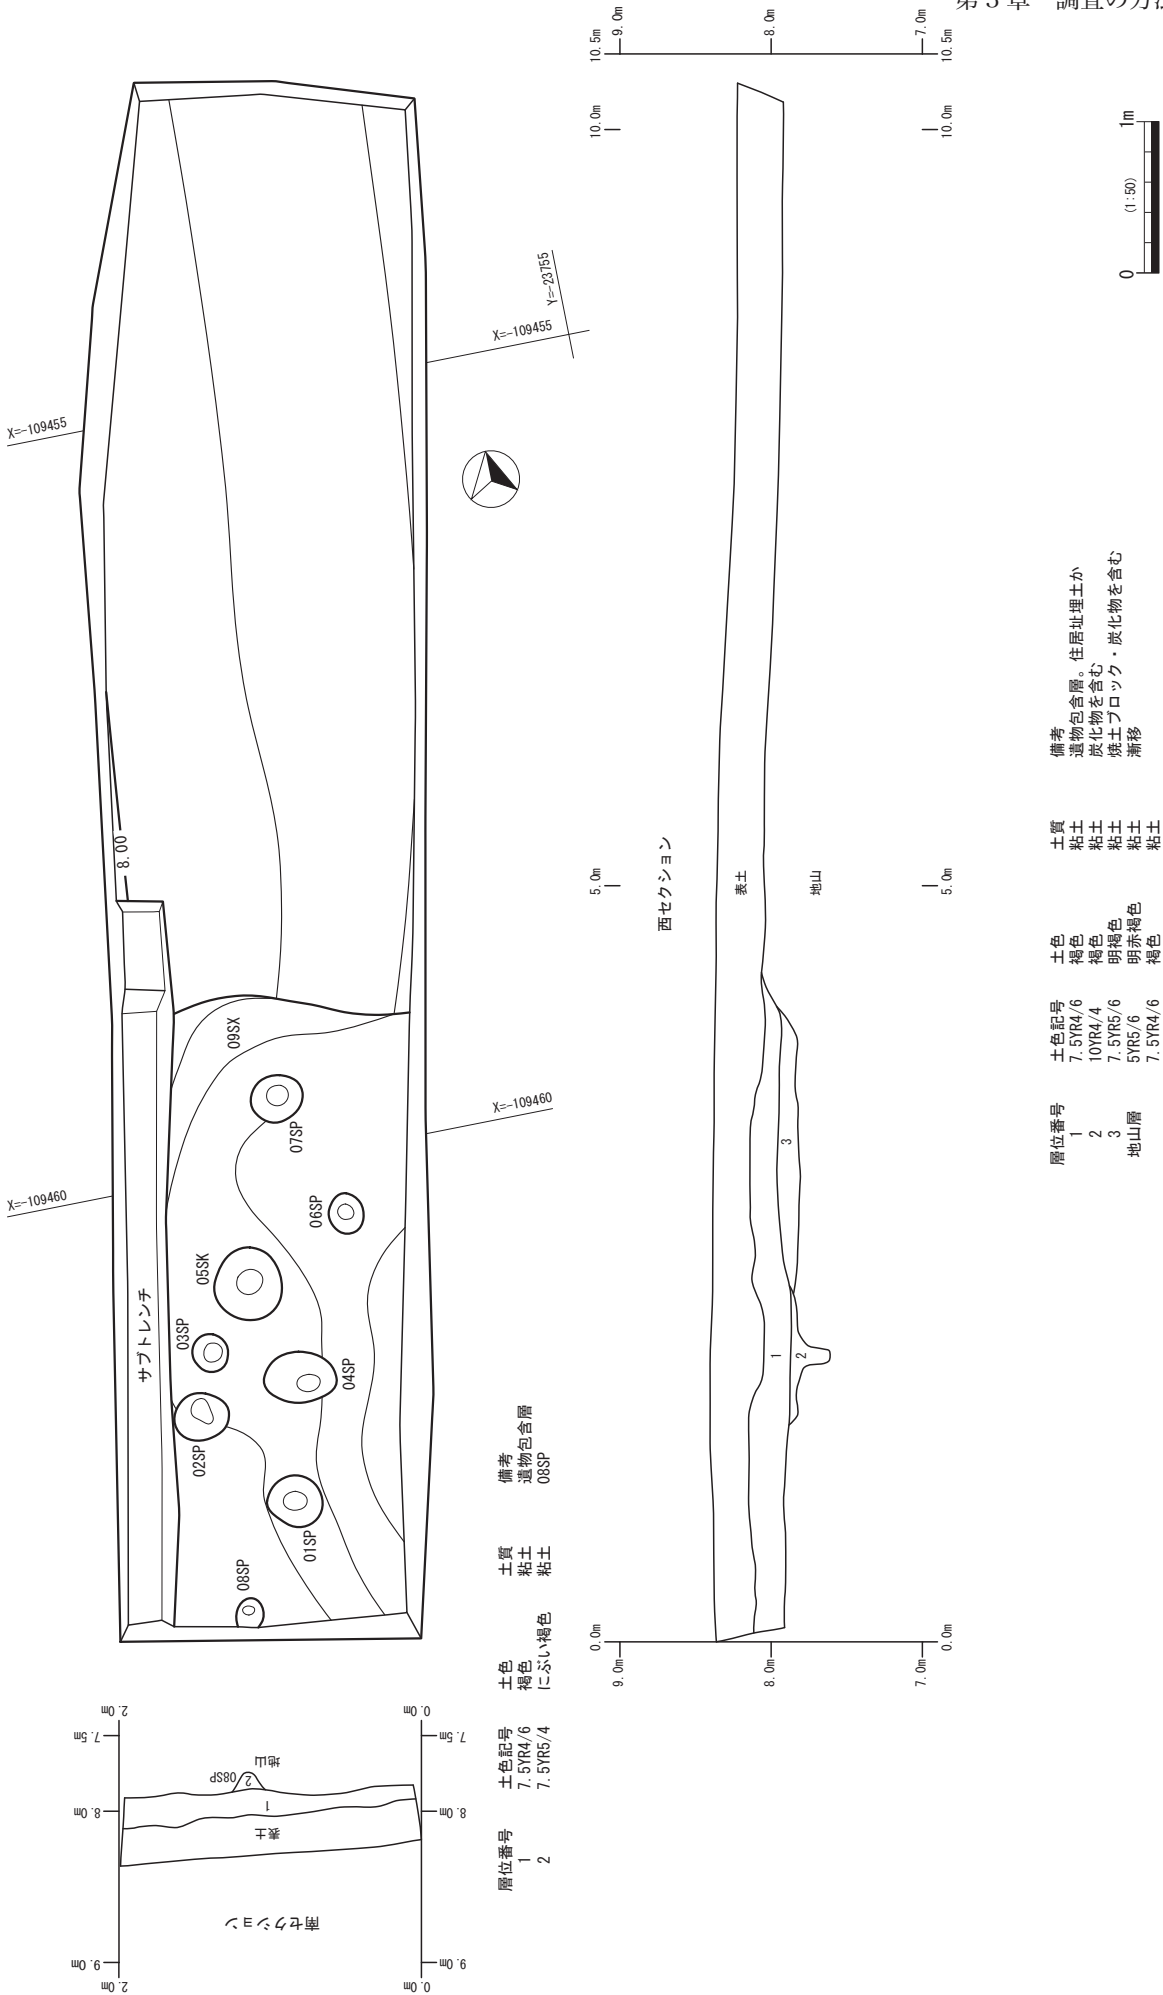 第3章　調査の方
X=-109455
X=-109455
Y=-23755
X=-109460
X=-109460
8.00
サブトレンチ
09SX
07SP
06SP
05SK
03SP
04SP
02SP
01SP
08SP
西セクション
10.5m
9.0m
8.0m
7.0m
10.5m
10.0m
10.0m
5.0m
5.0m
表土
地山
3
1
2
0.0m
9.0m
8.0m
7.0m
0.0m
(1:50)
0 1m
層位番号 土色記号 土色 土質 備考
1 7.5YR4/6 褐色 粘土 遺物包含層。住居址埋土か
2 10YR4/4 褐色 粘土 炭化物を含む
3 7.5YR5/6 明褐色 粘土 焼土ブロック・炭化物を含む
地山層 5YR5/6 明赤褐色 粘土 漸移
7.5YR4/6 褐色 粘土
南セクション
2.0m
9.0m
8.0m
7.5m
2.0m
0.0m
9.0m
8.0m
7.5m
0.0m
表土
1
2
08SP
地山
層位番号 土色記号 土色 土質 備考
1 7.5YR4/6 褐色 粘土 遺物包含層
2 7.5YR5/4 にぶい褐色 粘土 08SP